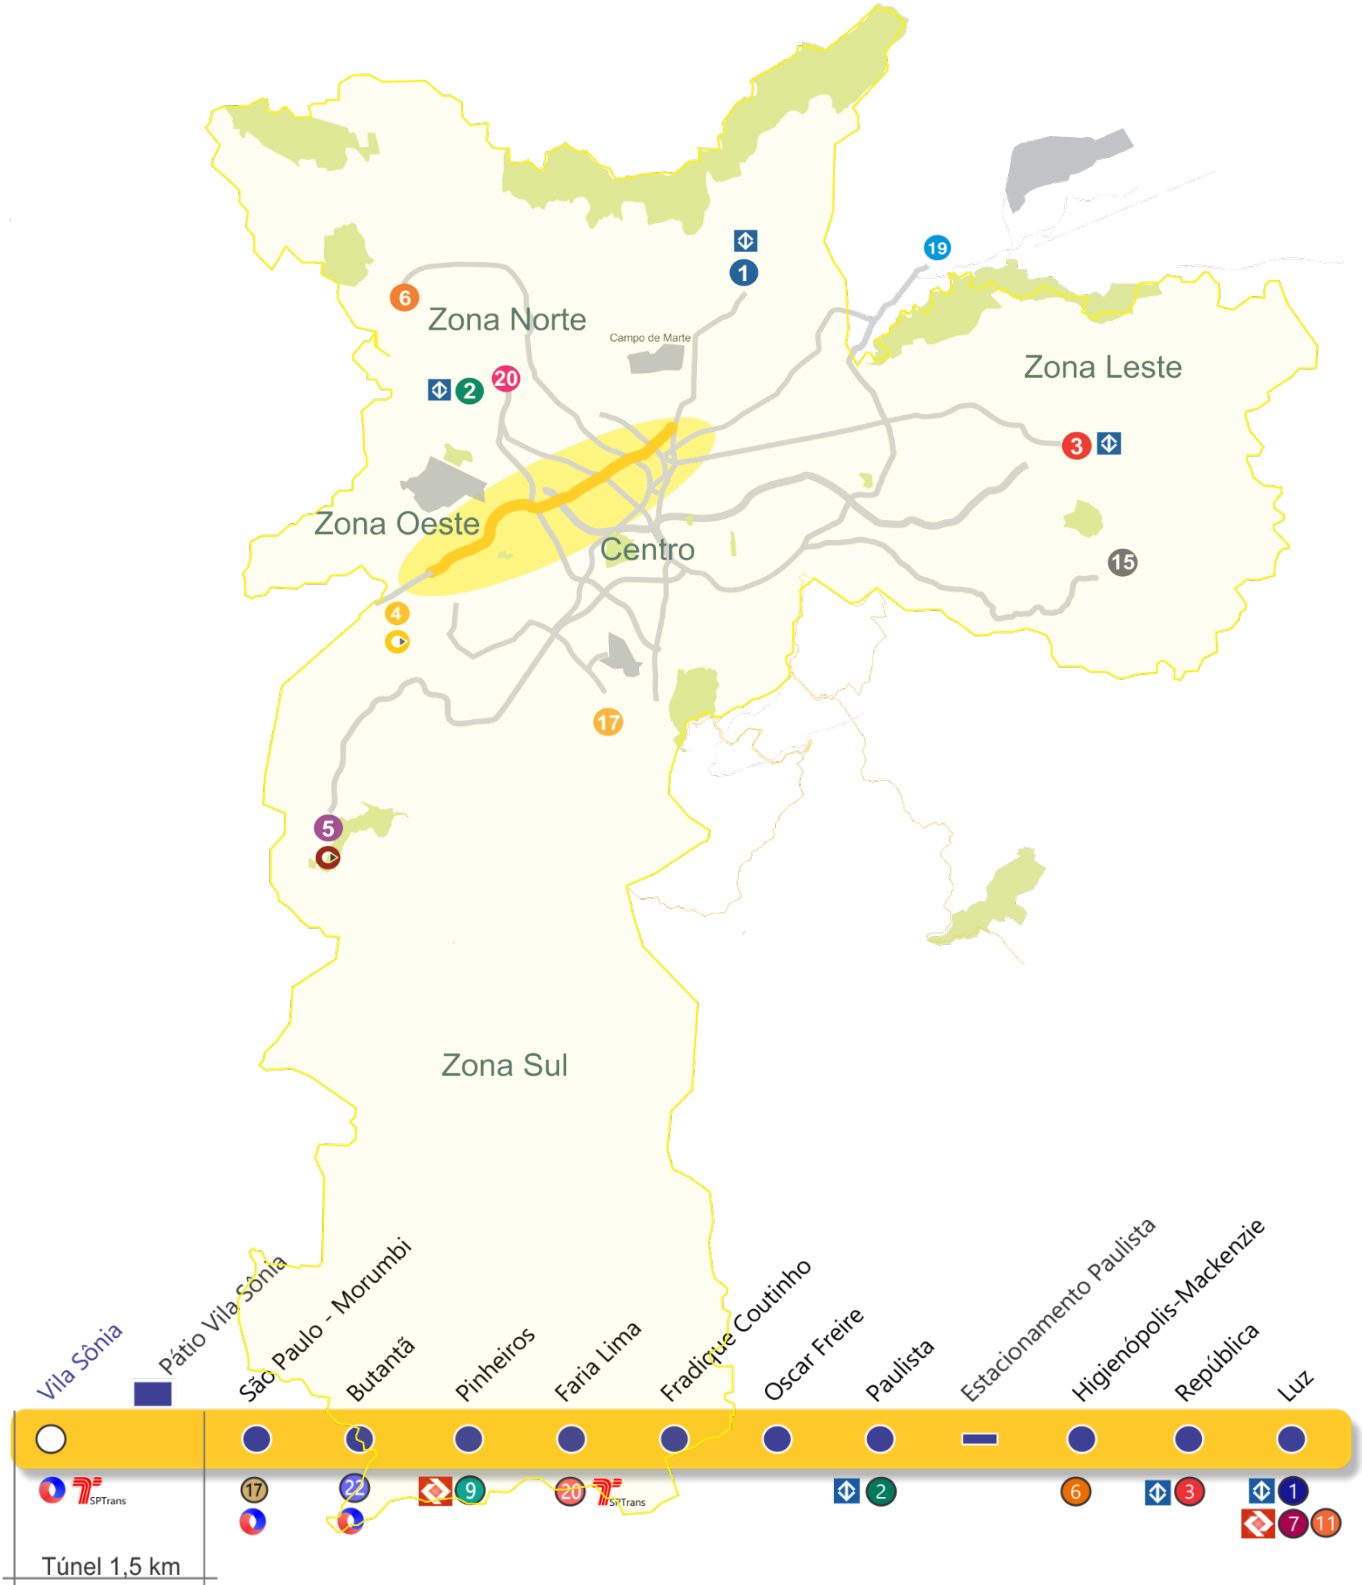 19
1
6
Zona Norte
Campo de Marte
Zona Leste
2
20
3
Zona Oeste
Centro
15
4
17
5
Zona Sul
Vila Sônia
Pátio Vila Sônia
São Paulo - Morumbi
Butantã
Pinheiros
Faria Lima
Fradique Coutinho
Oscar Freire
Paulista
Estacionamento Paulista
Higienópolis-Mackenzie
República
Luz
SPTrans
17
22
9
20
SPTrans
2
6
3
1
7
11
Túnel 1,5 km